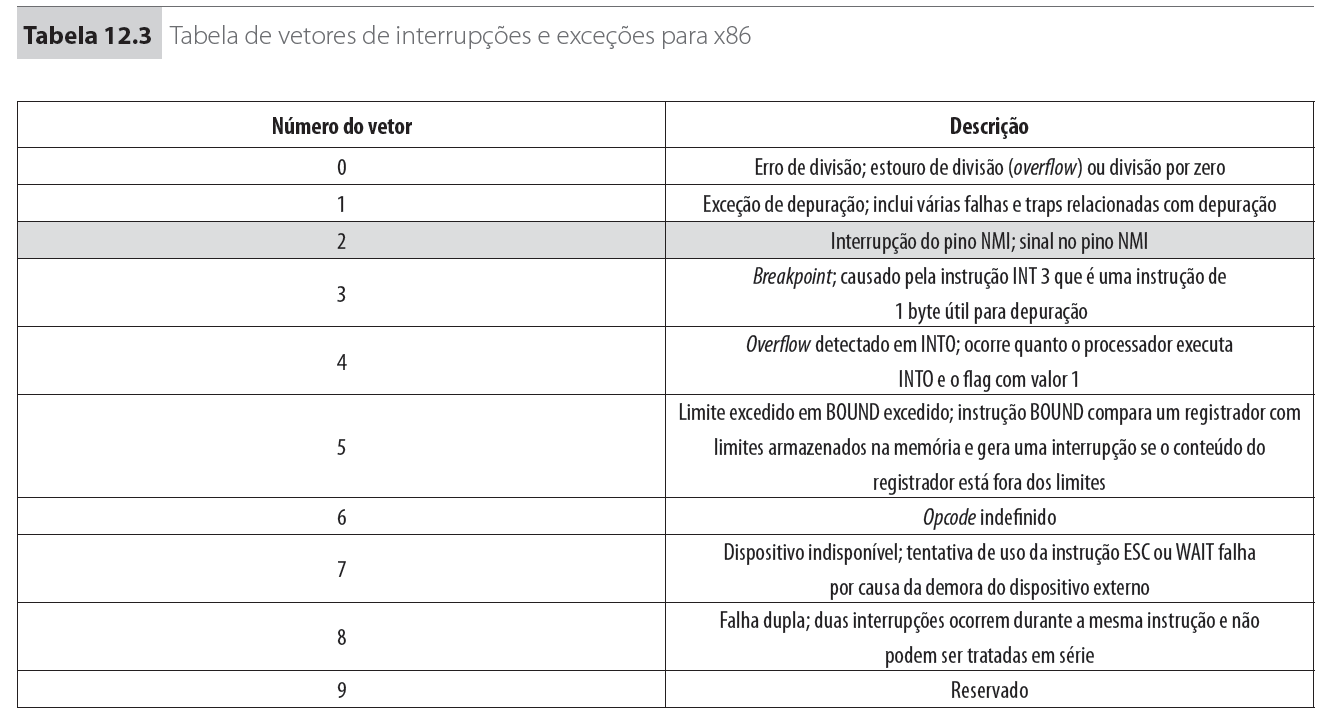 Tabela 12.3 Tabela de vetores de interrupções e exceções para x86
Número do vetor Descrição
0 Erro de divisão; estouro de divisão (overflow) ou divisão por zero
1 Exceção de depuração; inclui várias falhas e traps relacionadas com depuração
2 Interrupção do pino NMI; sinal no pino NMI
3 Breakpoint; causado pela instrução INT 3 que é uma instrução de
1 byte útil para depuração
4 Overflow detectado em INTO; ocorre quanto o processador executa
INTO e o flag com valor 1
5 Limite excedido em BOUND excedido; instrução BOUND compara um registrador com
limites armazenados na memória e gera uma interrupção se o conteúdo do
registrador está fora dos limites
6 Opcode indefinido
7 Dispositivo indisponível; tentativa de uso da instrução ESC ou WAIT falha
por causa da demora do dispositivo externo
8 Falha dupla; duas interrupções ocorrem durante a mesma instrução e não
podem ser tratadas em série
9 Reservado